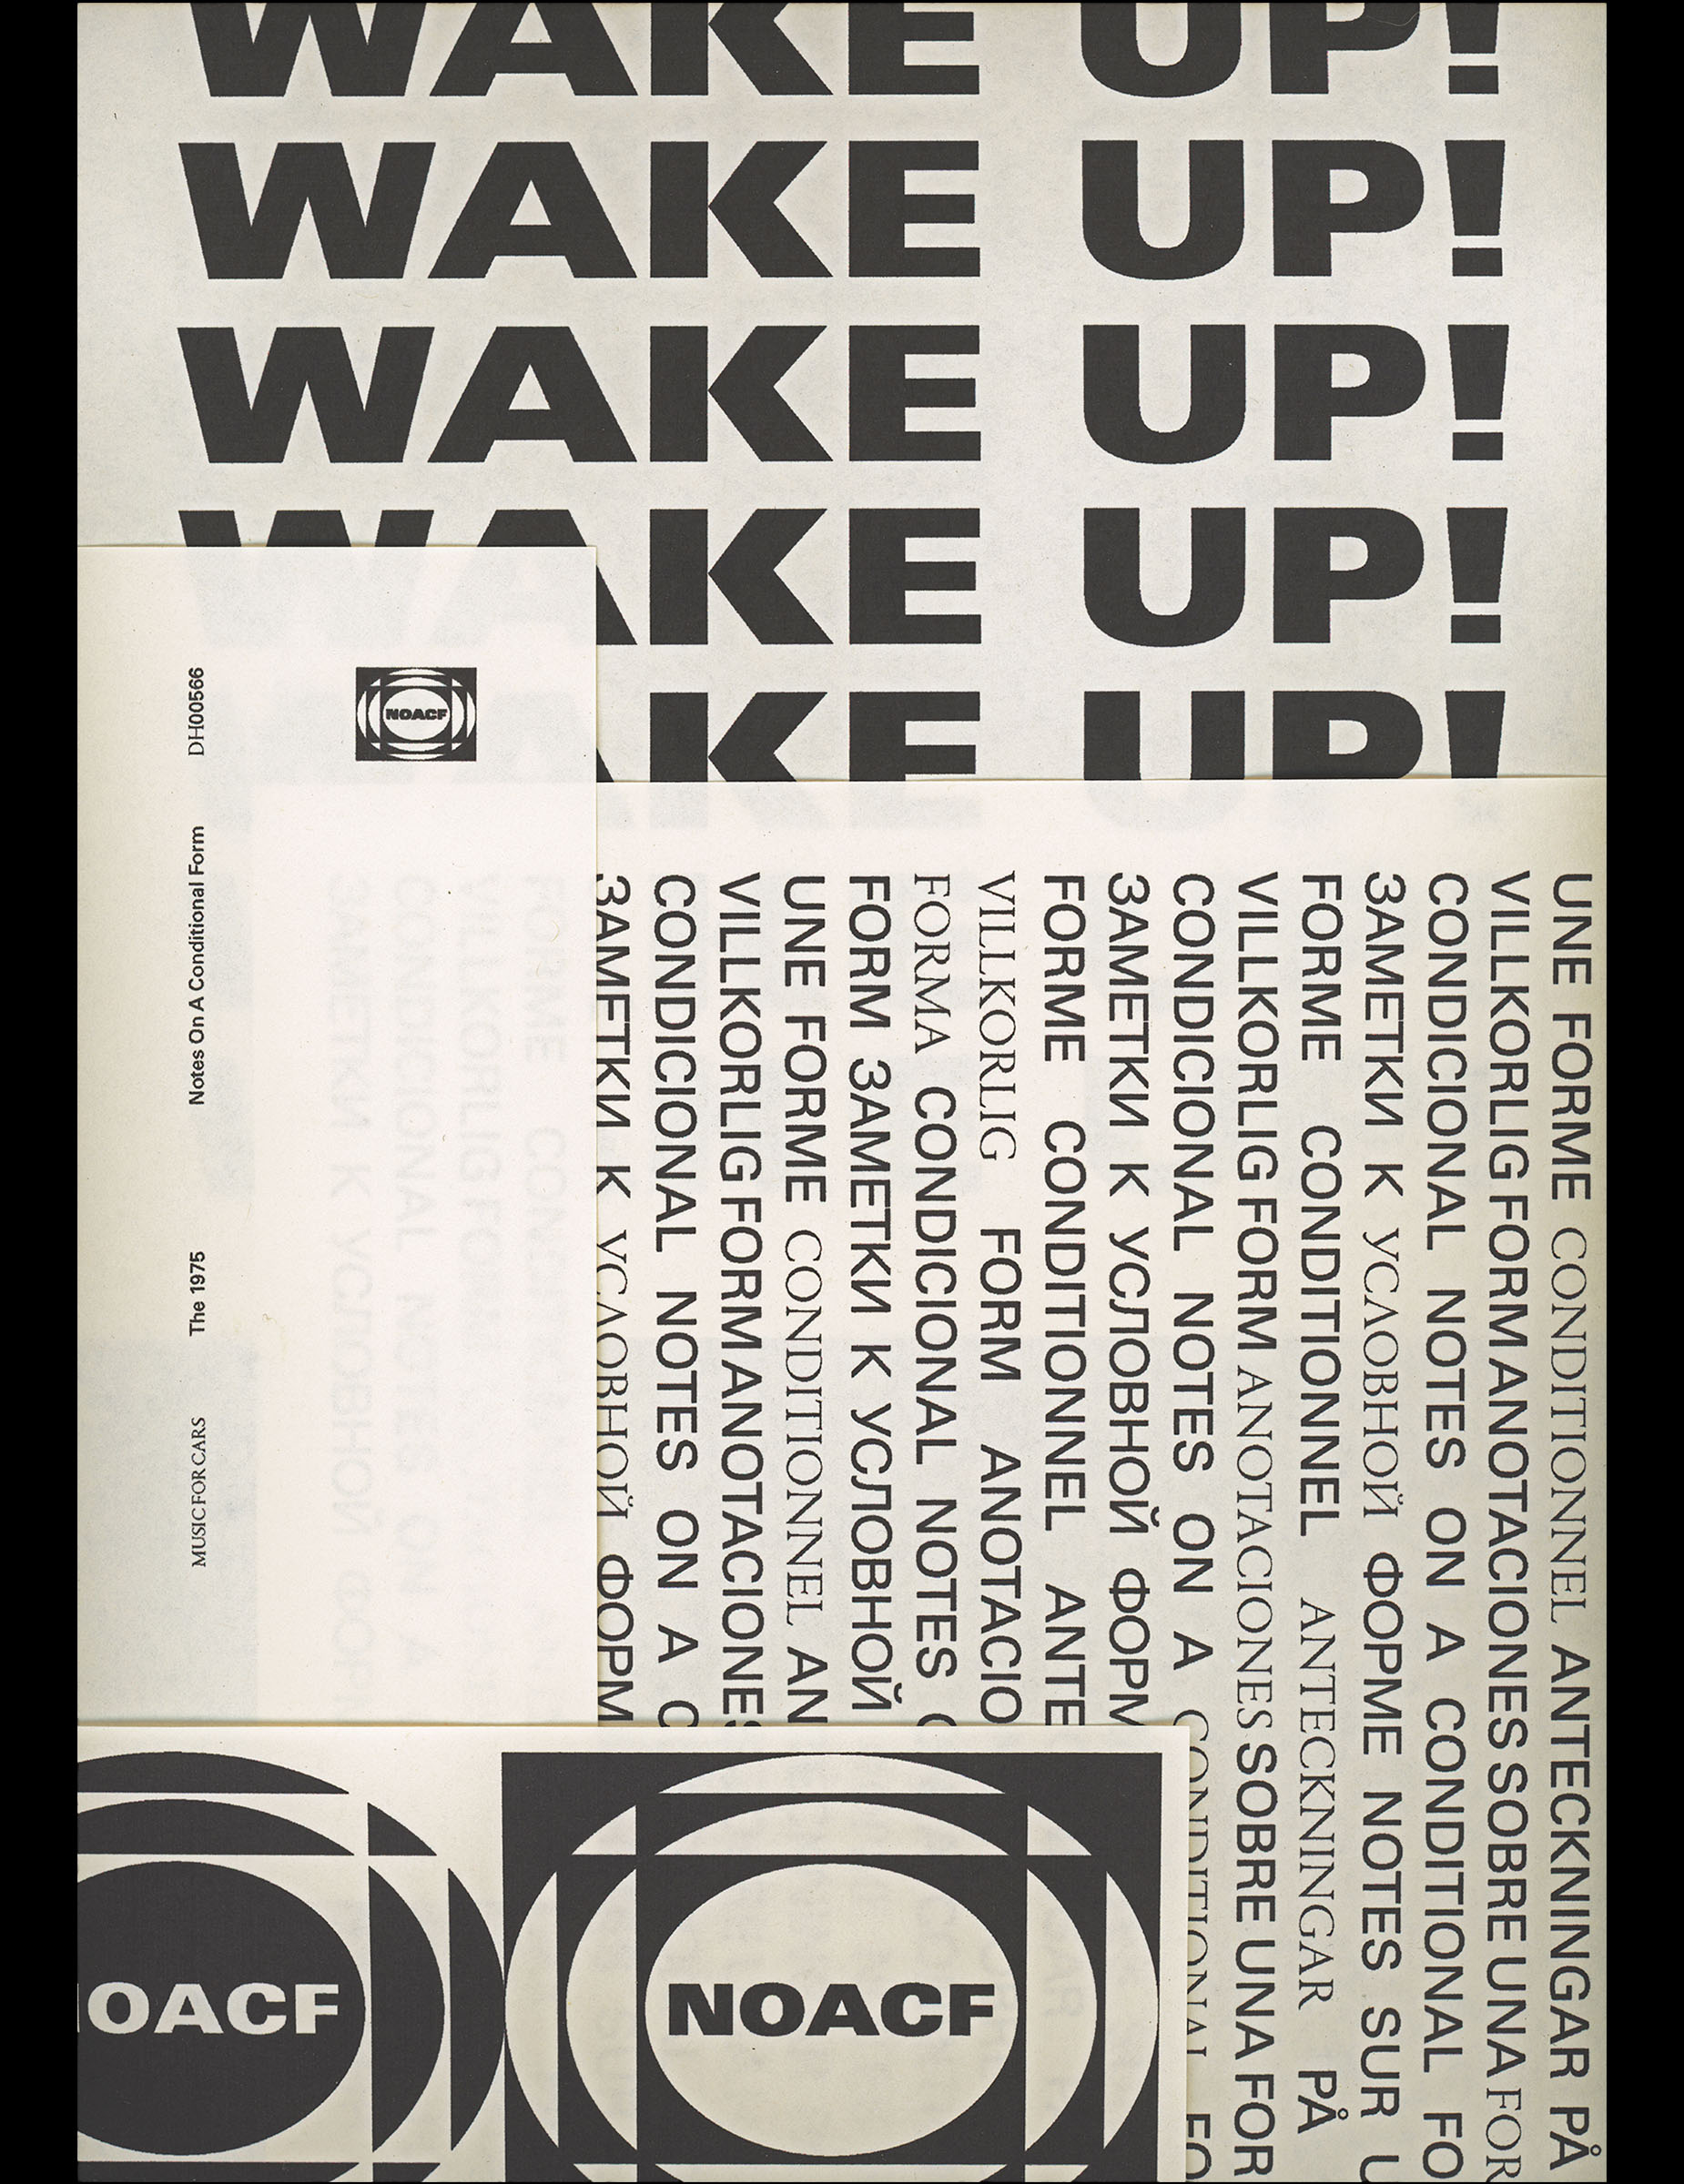 WAKE UP!
WAKE UP!
WAKE UP!
WAKE UP!
AKE UP!
NOACF
MUSIC FOR CARS The 1975 Notes On A Conditional Form DH00566
UNE FORME CONDITIONNEL ANTECKNINGAR PÅ
VILLKORLIG FORM ANOTACIONES SOBRE UNA FOR
CONDICIONAL NOTES ON A CONDITIONAL FO
ЗАМЕТКИ К УСЛОВНОЙ ФОРМЕ NOTES SUR U
FORME CONDITIONNEL ANTECKNINGAR PÅ
VILLKORLIG FORM ANOTACIONES SOBRE UNA FOR
CONDICIONAL NOTES ON A CONDITIONAL FO
ЗАМЕТКИ К УСЛОВНОЙ ФОРМ
FORME CONDITIONNEL ANTE
VILLKORLIG FORM ANOTACIO
FORMA CONDICIONAL NOTES
FORM ЗАМЕТКИ К УСЛОВНОЙ
UNE FORME CONDITIONNEL AN
VILLKORLIG FORM ANOTACIONES
CONDICIONAL NOTES ON A C
ЗАМЕТКИ К УСЛОВНОЙ ФОРМ
OACF NOACF